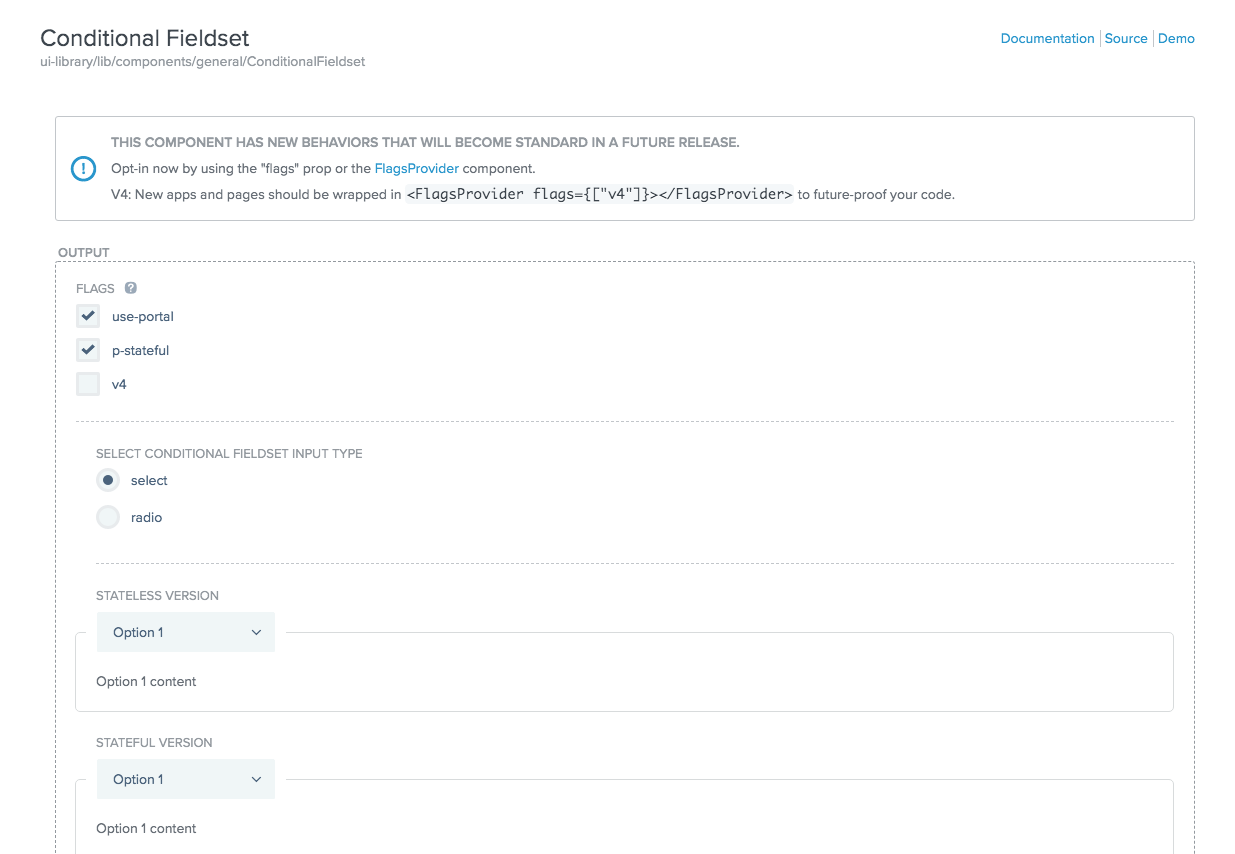 Conditional Fieldset
Documentation Source Demo
ui-library/lib/components/general/ConditionalFieldset
THIS COMPONENT HAS NEW BEHAVIORS THAT WILL BECOME STANDARD IN A FUTURE RELEASE.
Opt-in now by using the "flags" prop or the FlagsProvider component.
V4: New apps and pages should be wrapped in <FlagsProvider flags={["v4"]}></FlagsProvider> to future-proof your code.
OUTPUT
FLAGS ?
use-portal
p-stateful
v4
SELECT CONDITIONAL FIELDSET INPUT TYPE
select
radio
STATELESS VERSION
Option 1
Option 1 content
STATEFUL VERSION
Option 1
Option 1 content